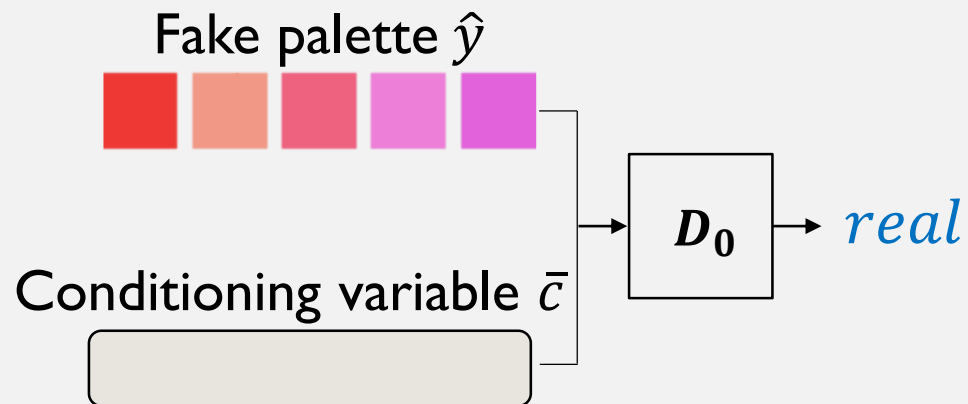 Fake palette ŷ
D₀
real
Conditioning variable c̄